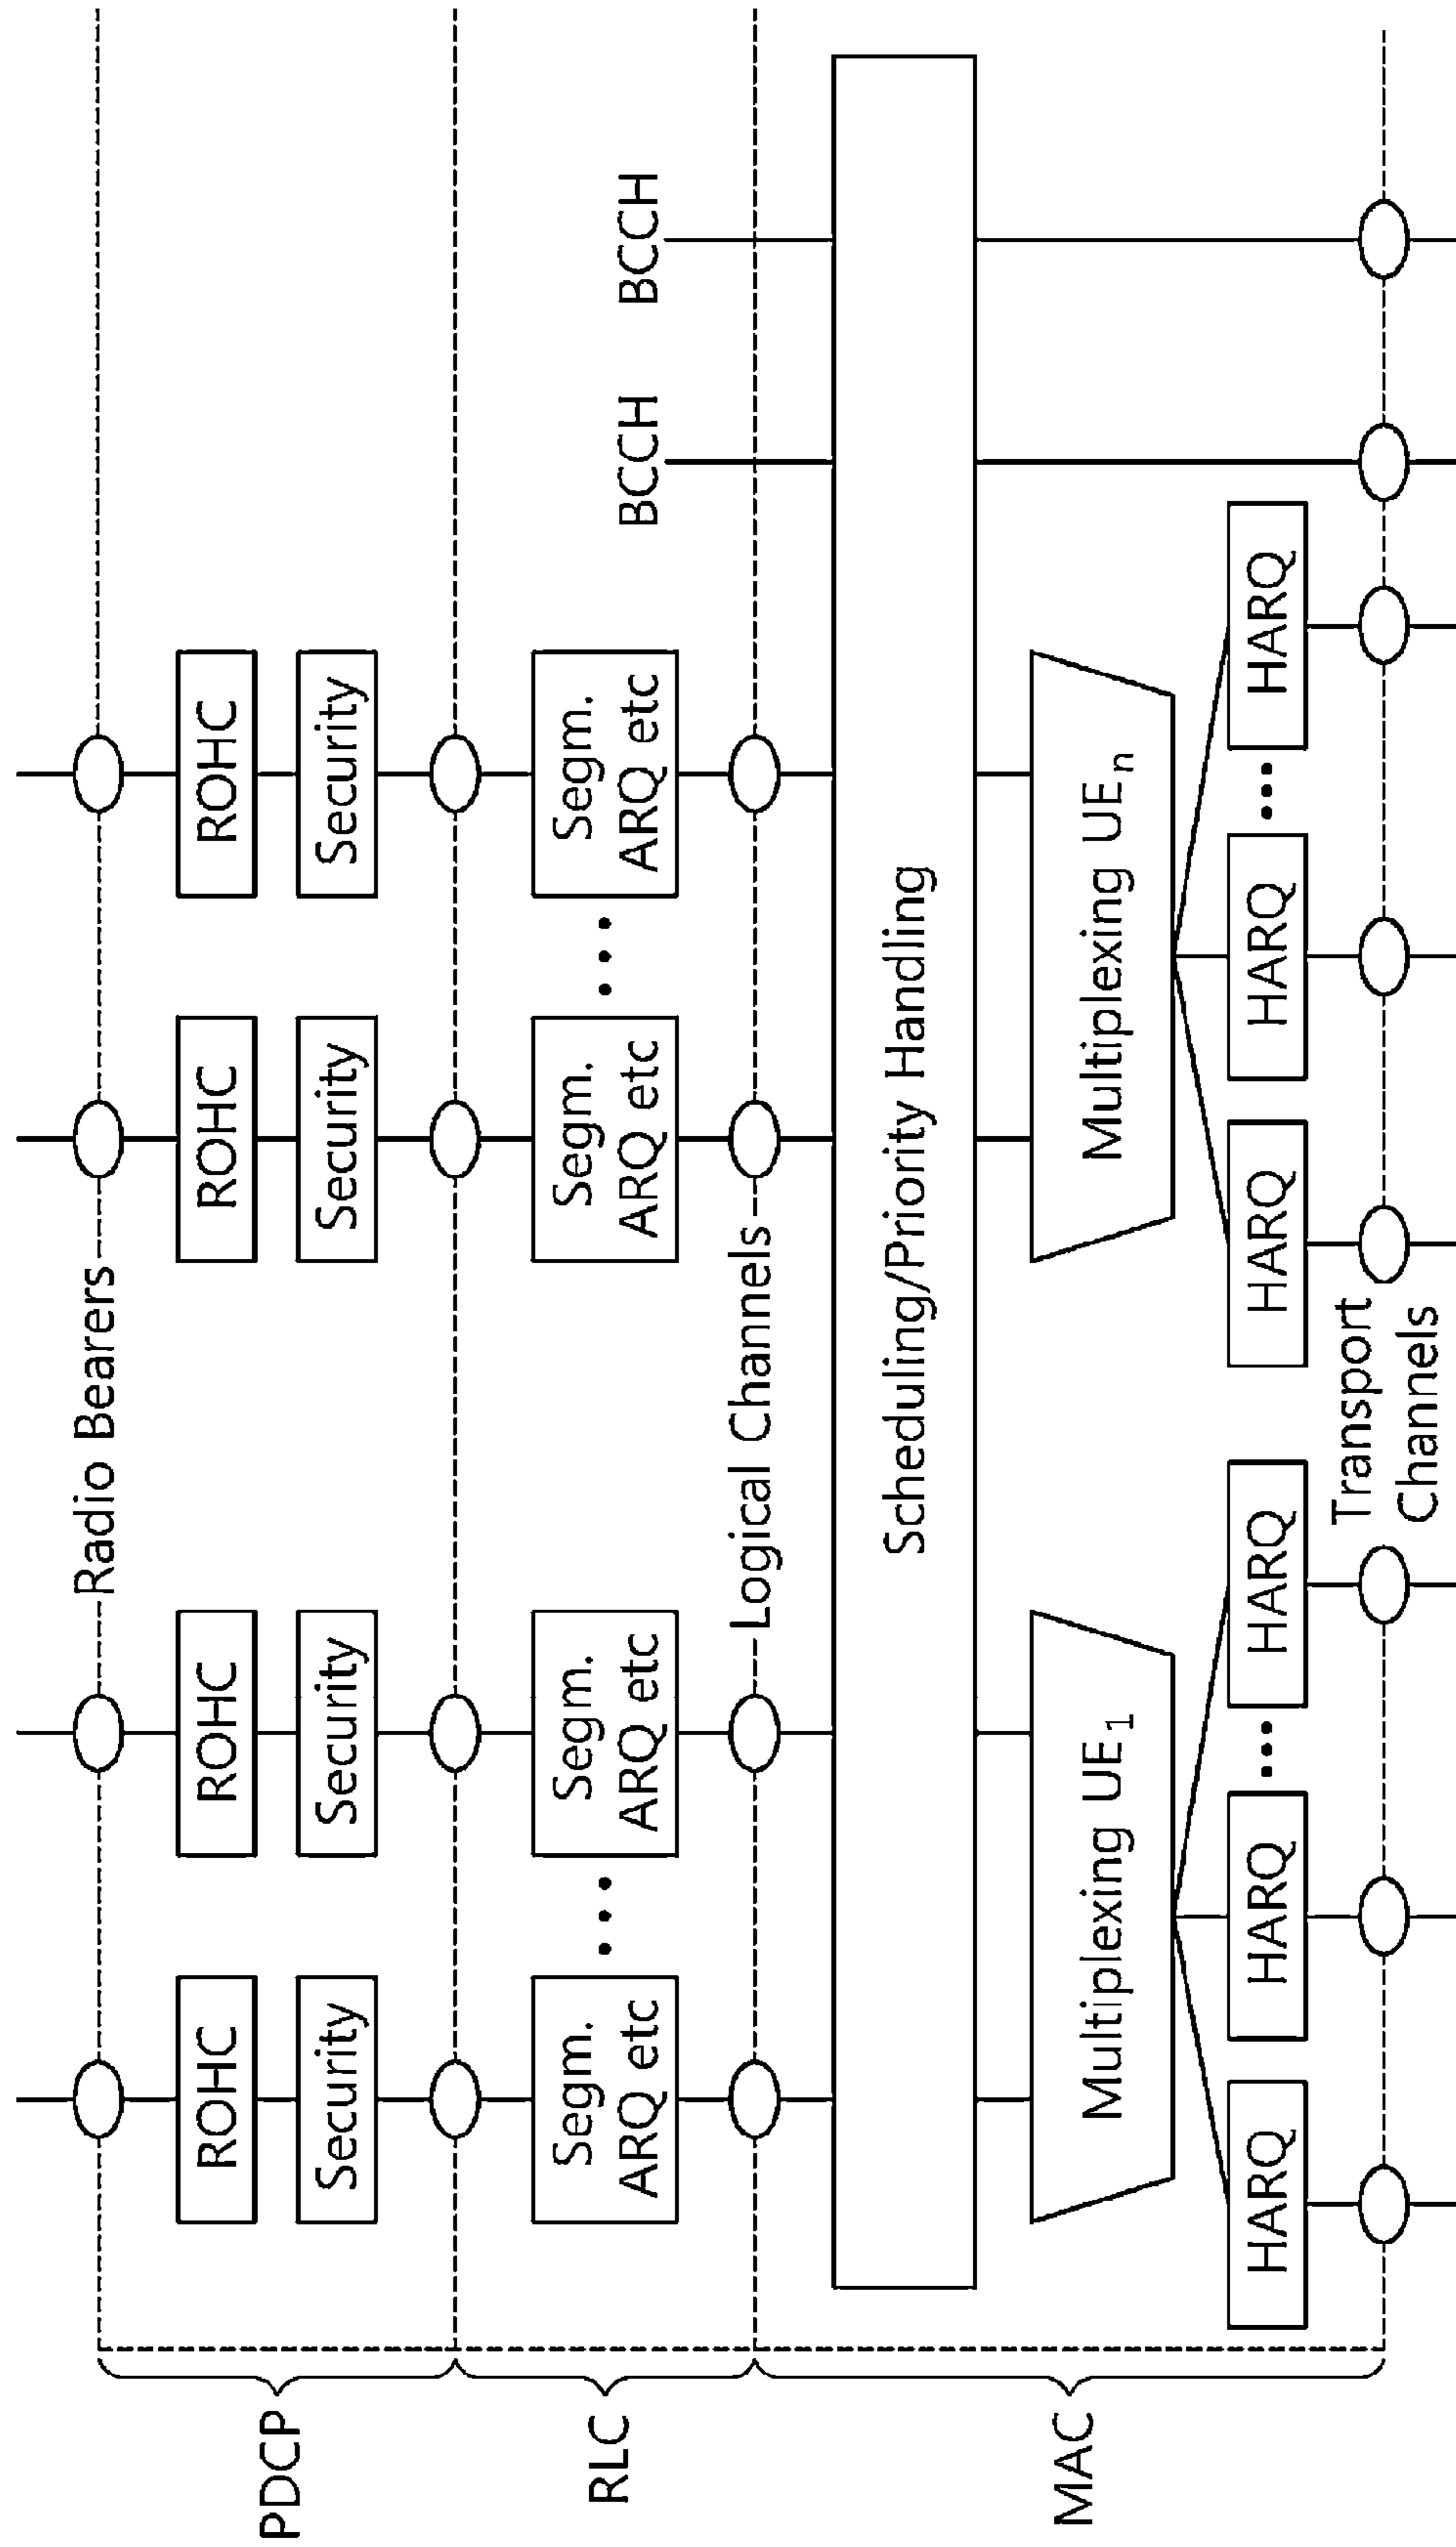 Radio Bearers
PDCP
ROHC
ROHC
ROHC
ROHC
Security
Security
Security
Security
RLC
Segm.
ARQ etc
...
Segm.
ARQ etc
Segm.
ARQ etc
...
Segm.
ARQ etc
BCCH
BCCH
Logical Channels
MAC
Scheduling/Priority Handling
Multiplexing UE1
Multiplexing UEn
HARQ
HARQ
...
HARQ
HARQ
HARQ
...
HARQ
Transport
Channels